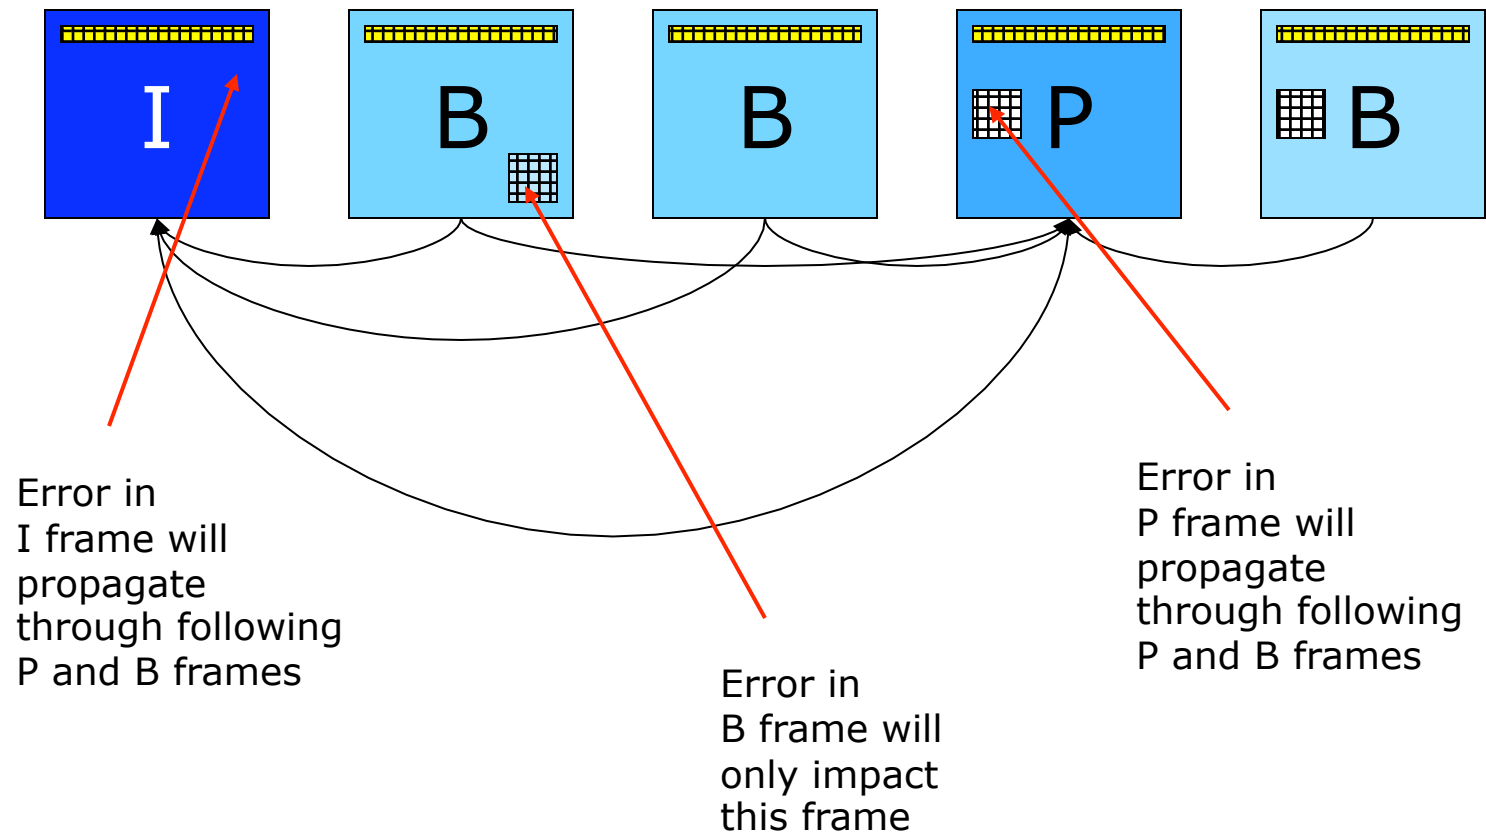 I
B
B
P
B
Error in
I frame will
propagate
through following
P and B frames
Error in
B frame will
only impact
this frame
Error in
P frame will
propagate
through following
P and B frames